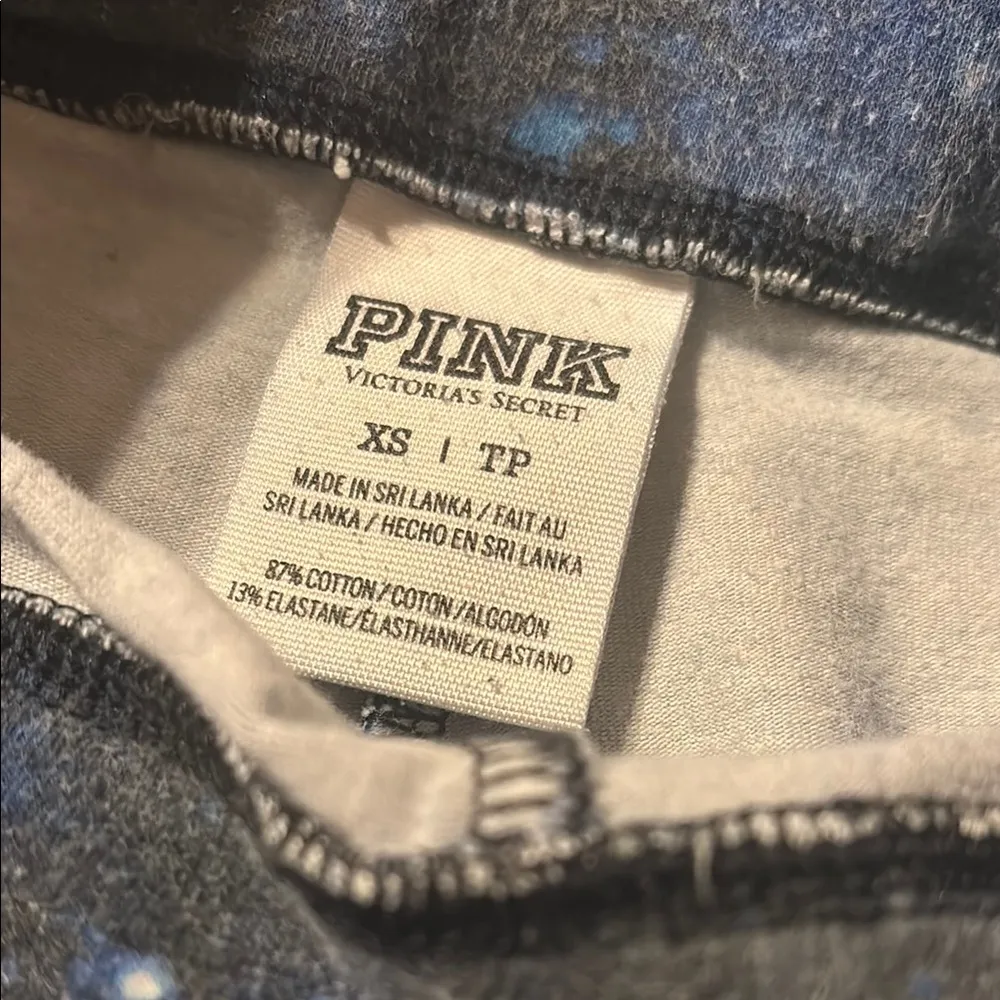 PINK
VICTORIA'S SECRET
XS | TP
MADE IN SRI LANKA / FAIT AU
SRI LANKA / HECHO EN SRI LANKA
87% COTTON/COTON/ALGODÓN
13% ELASTANE/ÉLASTHANNE/ELASTANO